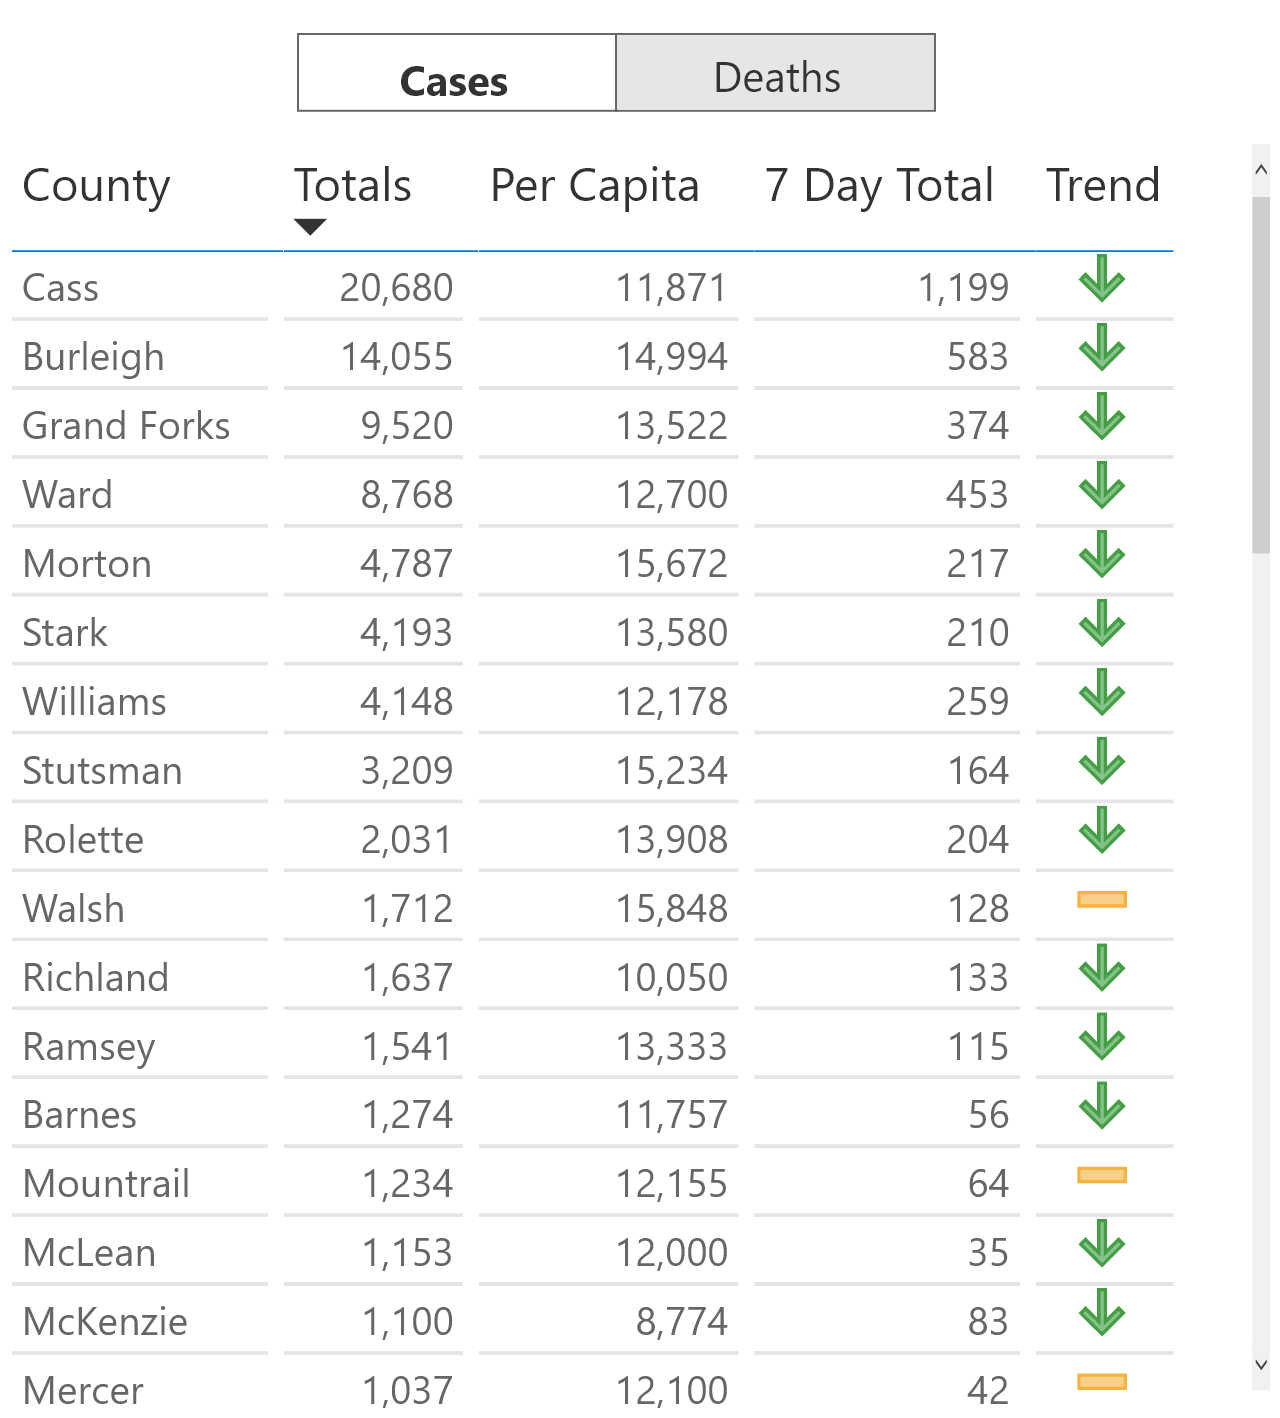 Cases Deaths
County Totals Per Capita 7 Day Total Trend
Cass 20,680 11,871 1,199
Burleigh 14,055 14,994 583
Grand Forks 9,520 13,522 374
Ward 8,768 12,700 453
Morton 4,787 15,672 217
Stark 4,193 13,580 210
Williams 4,148 12,178 259
Stutsman 3,209 15,234 164
Rolette 2,031 13,908 204
Walsh 1,712 15,848 128
Richland 1,637 10,050 133
Ramsey 1,541 13,333 115
Barnes 1,274 11,757 56
Mountrail 1,234 12,155 64
McLean 1,153 12,000 35
McKenzie 1,100 8,774 83
Mercer 1,037 12,100 42